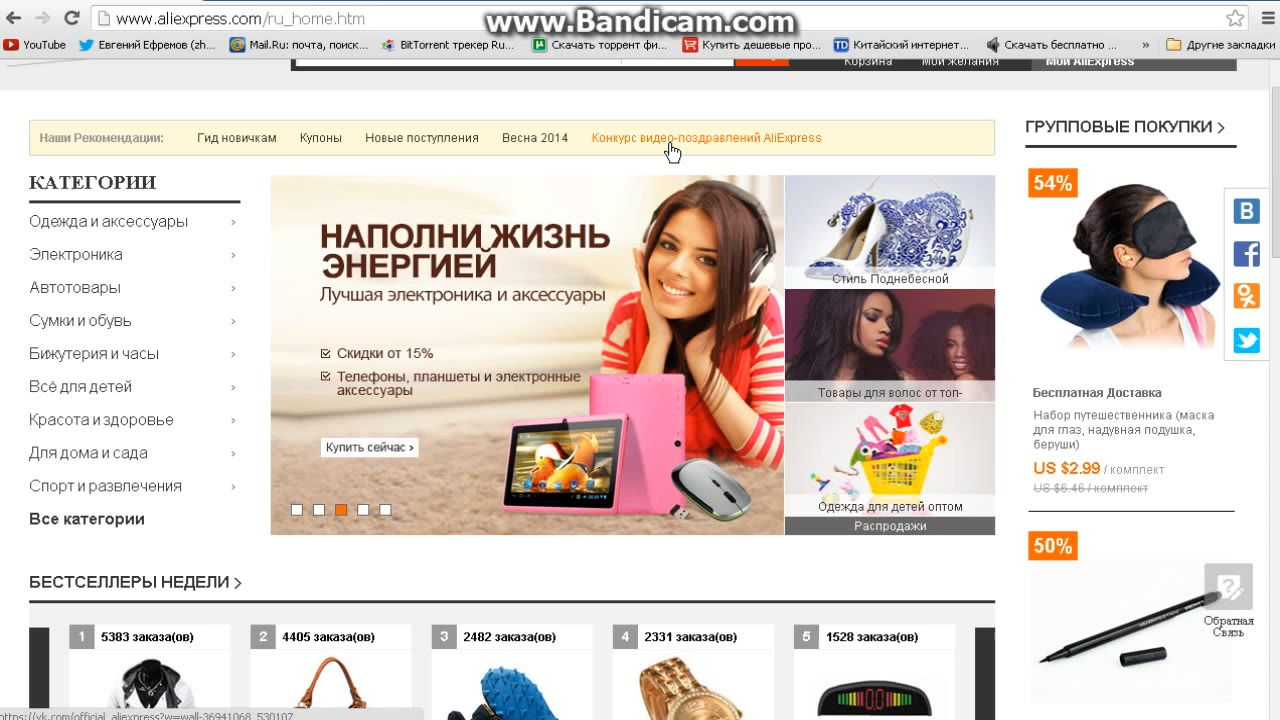 www.aliexpress.com/ru_home.htm
www.Bandicam.com
YouTube
Евгений Ефремов (zh...
Mail.Ru: почта, поиск...
BitTorrent трекер Ru...
Скачать торрент фи...
Купить дешевые про...
Китайский интернет...
Скачать бесплатно ...
»
Другие закладки
Корзина
Мои желания
Мой AliExpress
Наши Рекомендации:
Гид новичкам
Купоны
Новые поступления
Весна 2014
Конкурс видео-поздравлений AliExpress
ГРУППОВЫЕ ПОКУПКИ >
КАТЕГОРИИ
Одежда и аксессуары
Электроника
Автотовары
Сумки и обувь
Бижутерия и часы
Всё для детей
Красота и здоровье
Для дома и сада
Спорт и развлечения
Все категории
НАПОЛНИ ЖИЗНЬ
ЭНЕРГИЕЙ
Лучшая электроника и аксессуары
Скидки от 15%
Телефоны, планшеты и электронные
аксессуары
Купить сейчас >
Стиль Поднебесной
Товары для волос от топ-
Одежда для детей оптом
Распродажи
54%
Бесплатная Доставка
Набор путешественника (маска
для глаз, надувная подушка,
беруши)
US $2.99 / комплект
US $6.46 / комплект
50%
Обратная
Связь
БЕСТСЕЛЛЕРЫ НЕДЕЛИ >
1 5383 заказа(ов)
2 4405 заказа(ов)
3 2482 заказа(ов)
4 2331 заказа(ов)
5 1528 заказа(ов)
https://vk.com/official_aliexpress?w=wall-36941068_530107